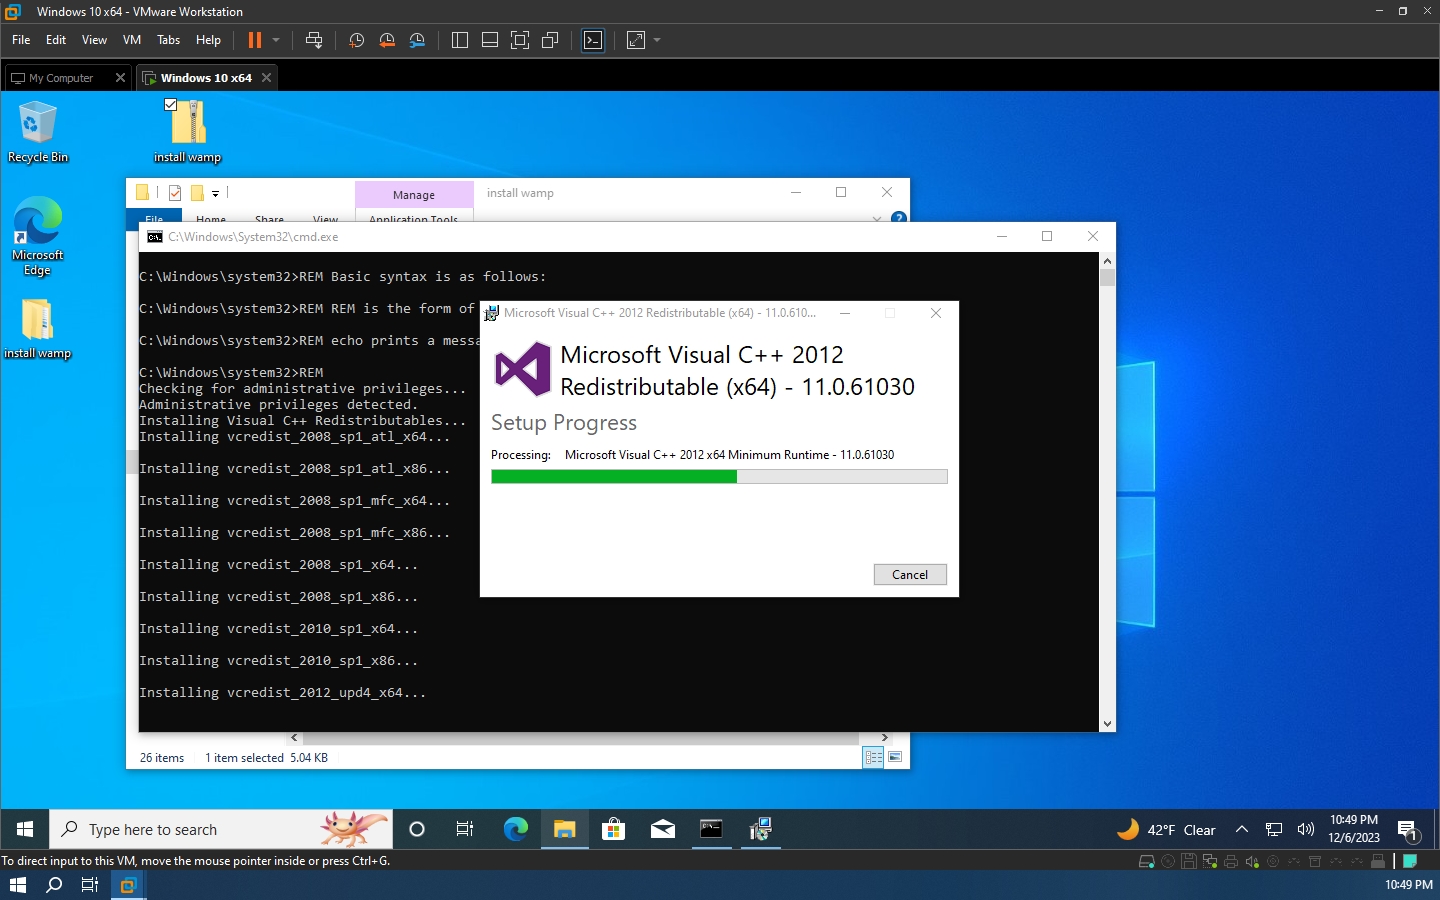 Windows 10 x64 - VMware Workstation
File Edit View VM Tabs Help
My Computer Windows 10 x64
Recycle Bin
install wamp
Microsoft
Edge
install wamp
Manage install wamp
File Home Share View Application Tools
C:\Windows\System32\cmd.exe
C:\Windows\system32>REM Basic syntax is as follows:
C:\Windows\system32>REM REM is the form of
C:\Windows\system32>REM echo prints a messa
C:\Windows\system32>REM
Checking for administrative privileges...
Administrative privileges detected.
Installing Visual C++ Redistributables...
Installing vcredist_2008_sp1_atl_x64...
Installing vcredist_2008_sp1_atl_x86...
Installing vcredist_2008_sp1_mfc_x64...
Installing vcredist_2008_sp1_mfc_x86...
Installing vcredist_2008_sp1_x64...
Installing vcredist_2008_sp1_x86...
Installing vcredist_2010_sp1_x64...
Installing vcredist_2010_sp1_x86...
Installing vcredist_2012_upd4_x64...
Microsoft Visual C++ 2012 Redistributable (x64) - 11.0.610...
Microsoft Visual C++ 2012
Redistributable (x64) - 11.0.61030
Setup Progress
Processing: Microsoft Visual C++ 2012 x64 Minimum Runtime - 11.0.61030
Cancel
26 items 1 item selected 5.04 KB
Type here to search
42°F Clear
10:49 PM
12/6/2023
1
To direct input to this VM, move the mouse pointer inside or press Ctrl+G.
10:49 PM